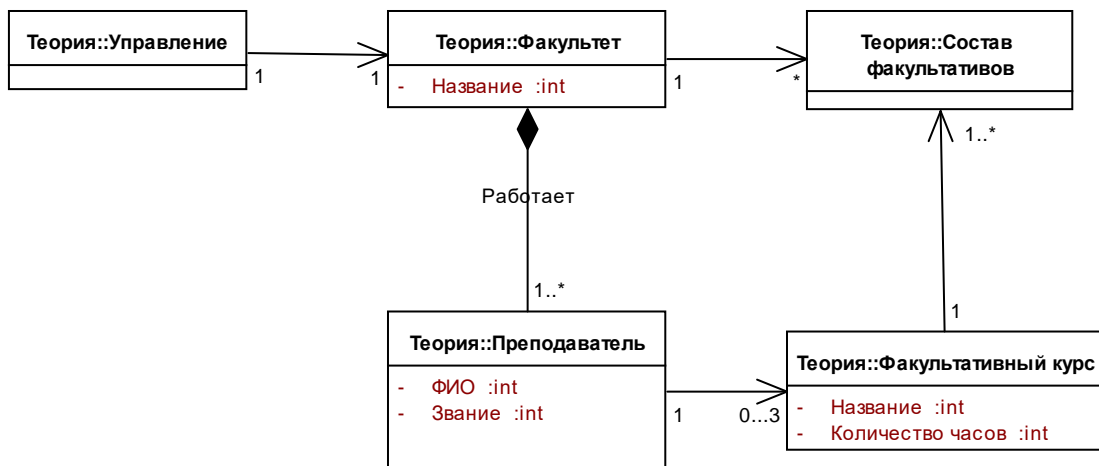 Теория::Управление
1
1
Теория::Факультет
- Название :int
1
*
Теория::Состав
факультативов
1..*
Работает
1..*
1
Теория::Преподаватель
- ФИО :int
- Звание :int
1
0...3
Теория::Факультативный курс
- Название :int
- Количество часов :int